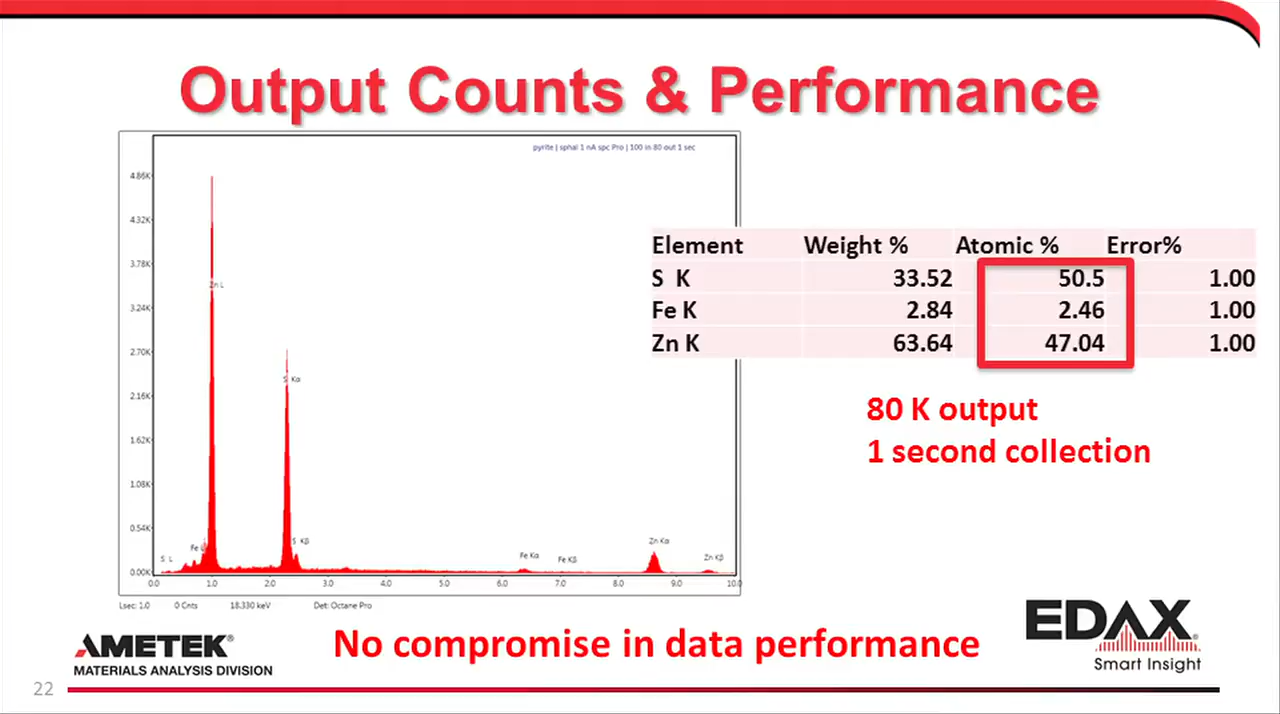 Output Counts & Performance
pyrite | sphal 1 nA spc Pro | 100 in 80 out 1 sec
4.86K
4.32K
3.78K
3.24K
2.70K
2.16K
1.62K
1.08K
0.54K
0.00K
Zn L
S Kα
S L
Fe L
S Kβ
Fe Kα
Fe Kβ
Zn Kα
Zn Kβ
0.0 1.0 2.0 3.0 4.0 5.0 6.0 7.0 8.0 9.0 10.0
Lsec: 1.0 0 Cnts 18.330 keV Det: Octane Pro
Element Weight % Atomic % Error%
S K 33.52 50.5 1.00
Fe K 2.84 2.46 1.00
Zn K 63.64 47.04 1.00
80 K output
1 second collection
No compromise in data performance
AMETEK®
MATERIALS ANALYSIS DIVISION
EDAX®
Smart Insight
22